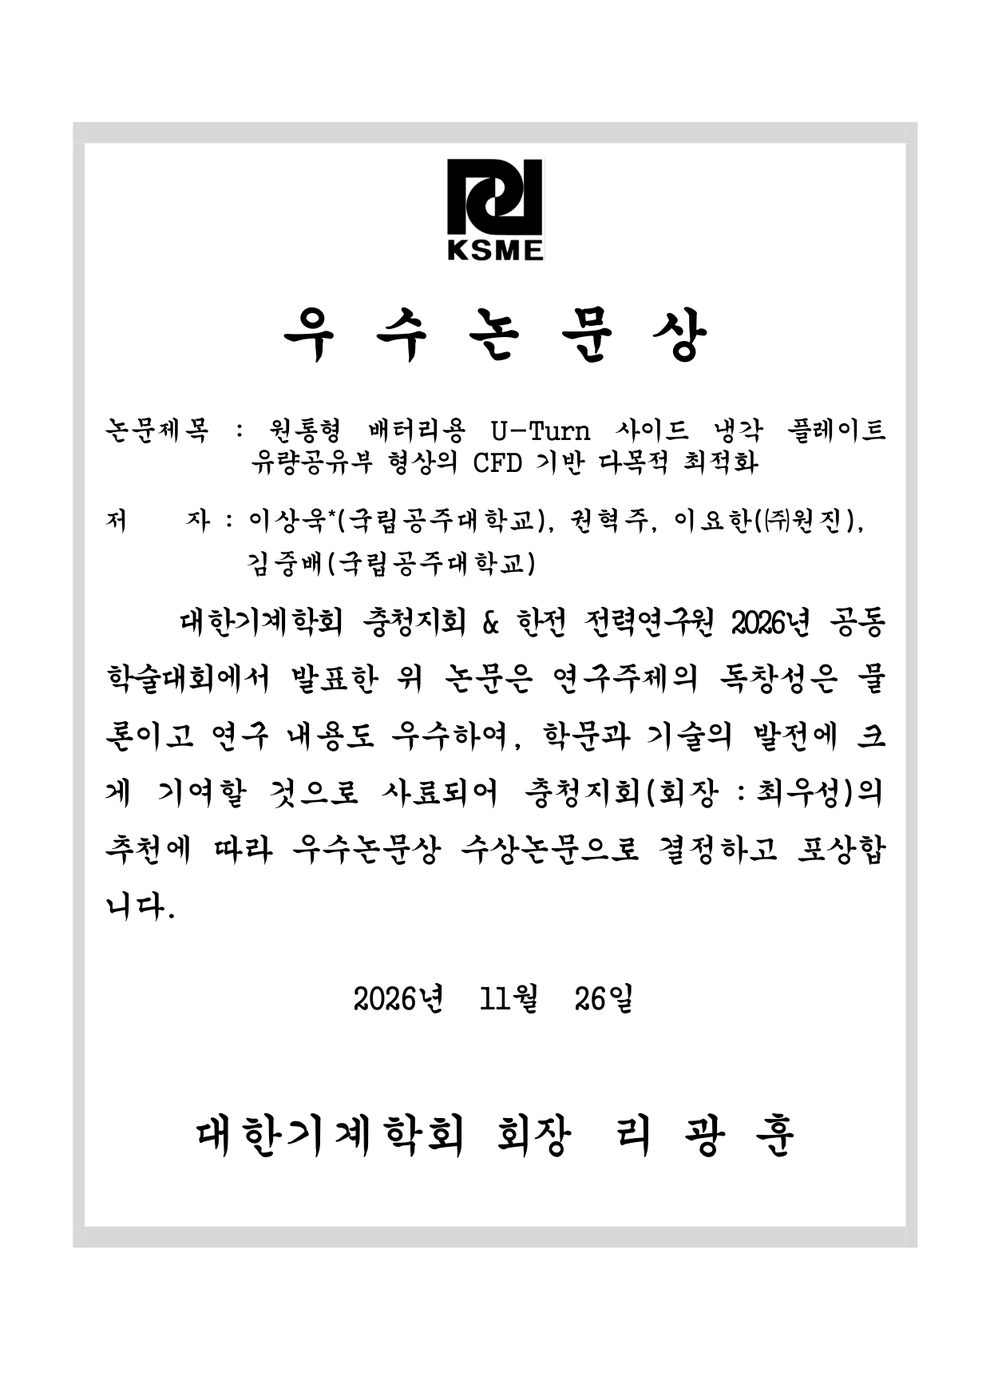 KSME
우 수 논 문 상
논문제목 : 원통형 배터리용 U-Turn 사이드 냉각 플레이트
유량공유부 형상의 CFD 기반 다목적 최적화
저 자 : 이상욱*(국립공주대학교), 권혁주, 이요한(㈜원진),
김중배(국립공주대학교)
대한기계학회 충청지회 & 한전 전력연구원 2026년 공동
학술대회에서 발표한 위 논문은 연구주제의 독창성은 물
론이고 연구 내용도 우수하여, 학문과 기술의 발전에 크
게 기여할 것으로 사료되어 충청지회(회장 : 최우성)의
추천에 따라 우수논문상 수상논문으로 결정하고 포상합
니다.
2026년 11월 26일
대한기계학회 회장 리 광 훈